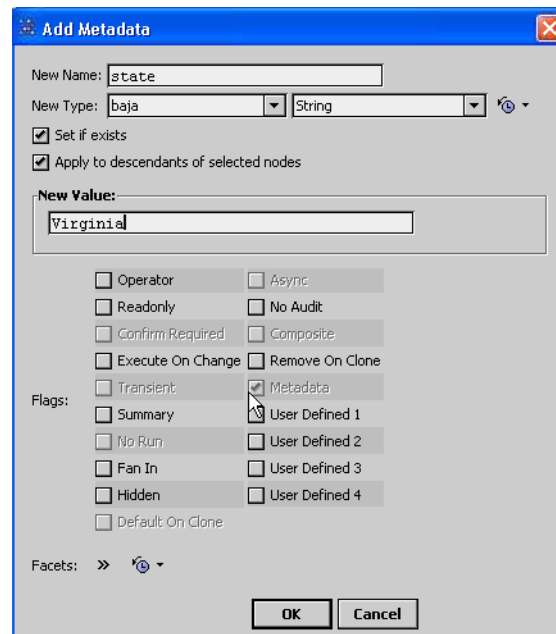 Add Metadata
New Name: state
New Type: baja String
Set if exists
Apply to descendants of selected nodes
New Value:
Virginia
Operator Async
Readonly No Audit
Confirm Required Composite
Execute On Change Remove On Clone
Transient Metadata
Flags:
Summary User Defined 1
No Run User Defined 2
Fan In User Defined 3
Hidden User Defined 4
Default On Clone
Facets: »
OK Cancel